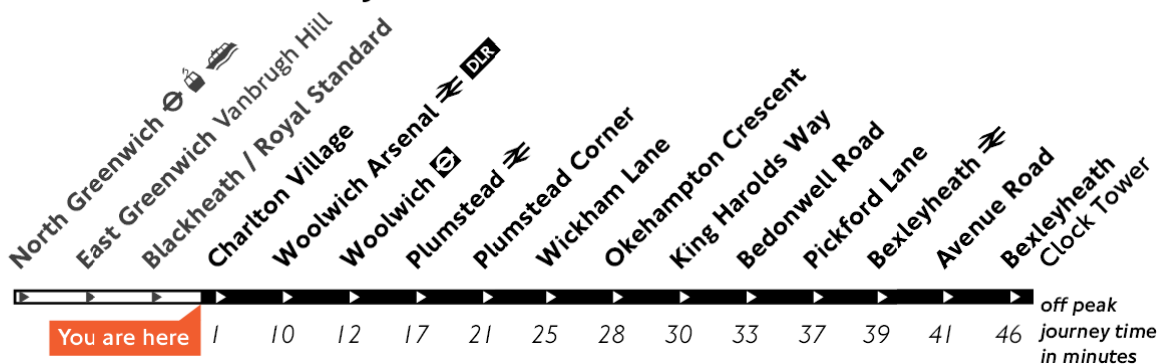 North Greenwich
East Greenwich Vanbrugh Hill
Blackheath / Royal Standard
Charlton Village
Woolwich Arsenal DLR
Woolwich
Plumstead
Plumstead Corner
Wickham Lane
Okehampton Crescent
King Harolds Way
Bedonwell Road
Pickford Lane
Bexleyheath
Avenue Road
Bexleyheath
Clock Tower
You are here
1 10 12 17 21 25 28 30 33 37 39 41 46
off peak
journey time
in minutes